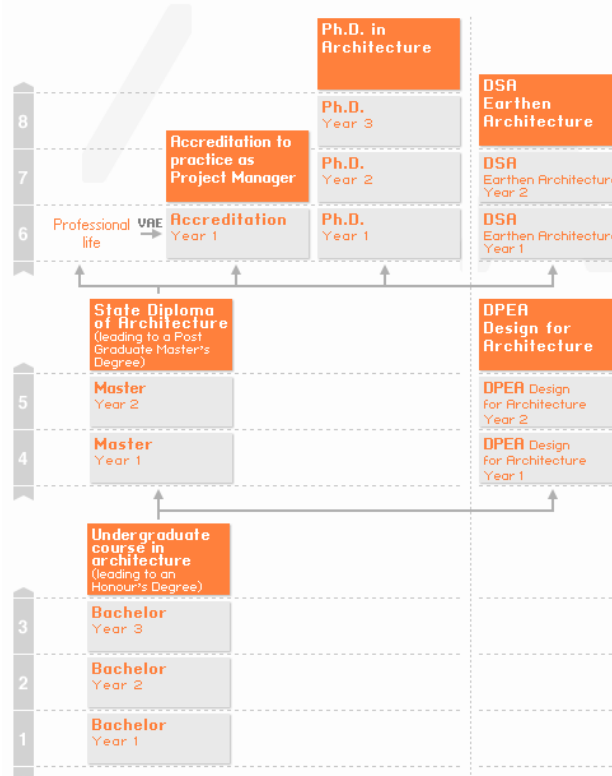 Ph.D. in
Architecture
DSA
Earthen
Architecture
8
Ph.D.
Year 3
Accreditation to
practice as
Project Manager
7
Ph.D.
Year 2
DSA
Earthen Architecture
Year 2
6
Professional
life
VAE
Accreditation
Year 1
Ph.D.
Year 1
DSA
Earthen Architecture
Year 1
State Diploma
of Architecture
(leading to a Post
Graduate Master's
Degree)
DPEA
Design for
Architecture
5
Master
Year 2
DPEA Design
for Architecture
Year 2
4
Master
Year 1
DPEA Design
for Architecture
Year 1
Undergraduate
course in
architecture
(leading to an
Honour's Degree)
3
Bachelor
Year 3
2
Bachelor
Year 2
1
Bachelor
Year 1